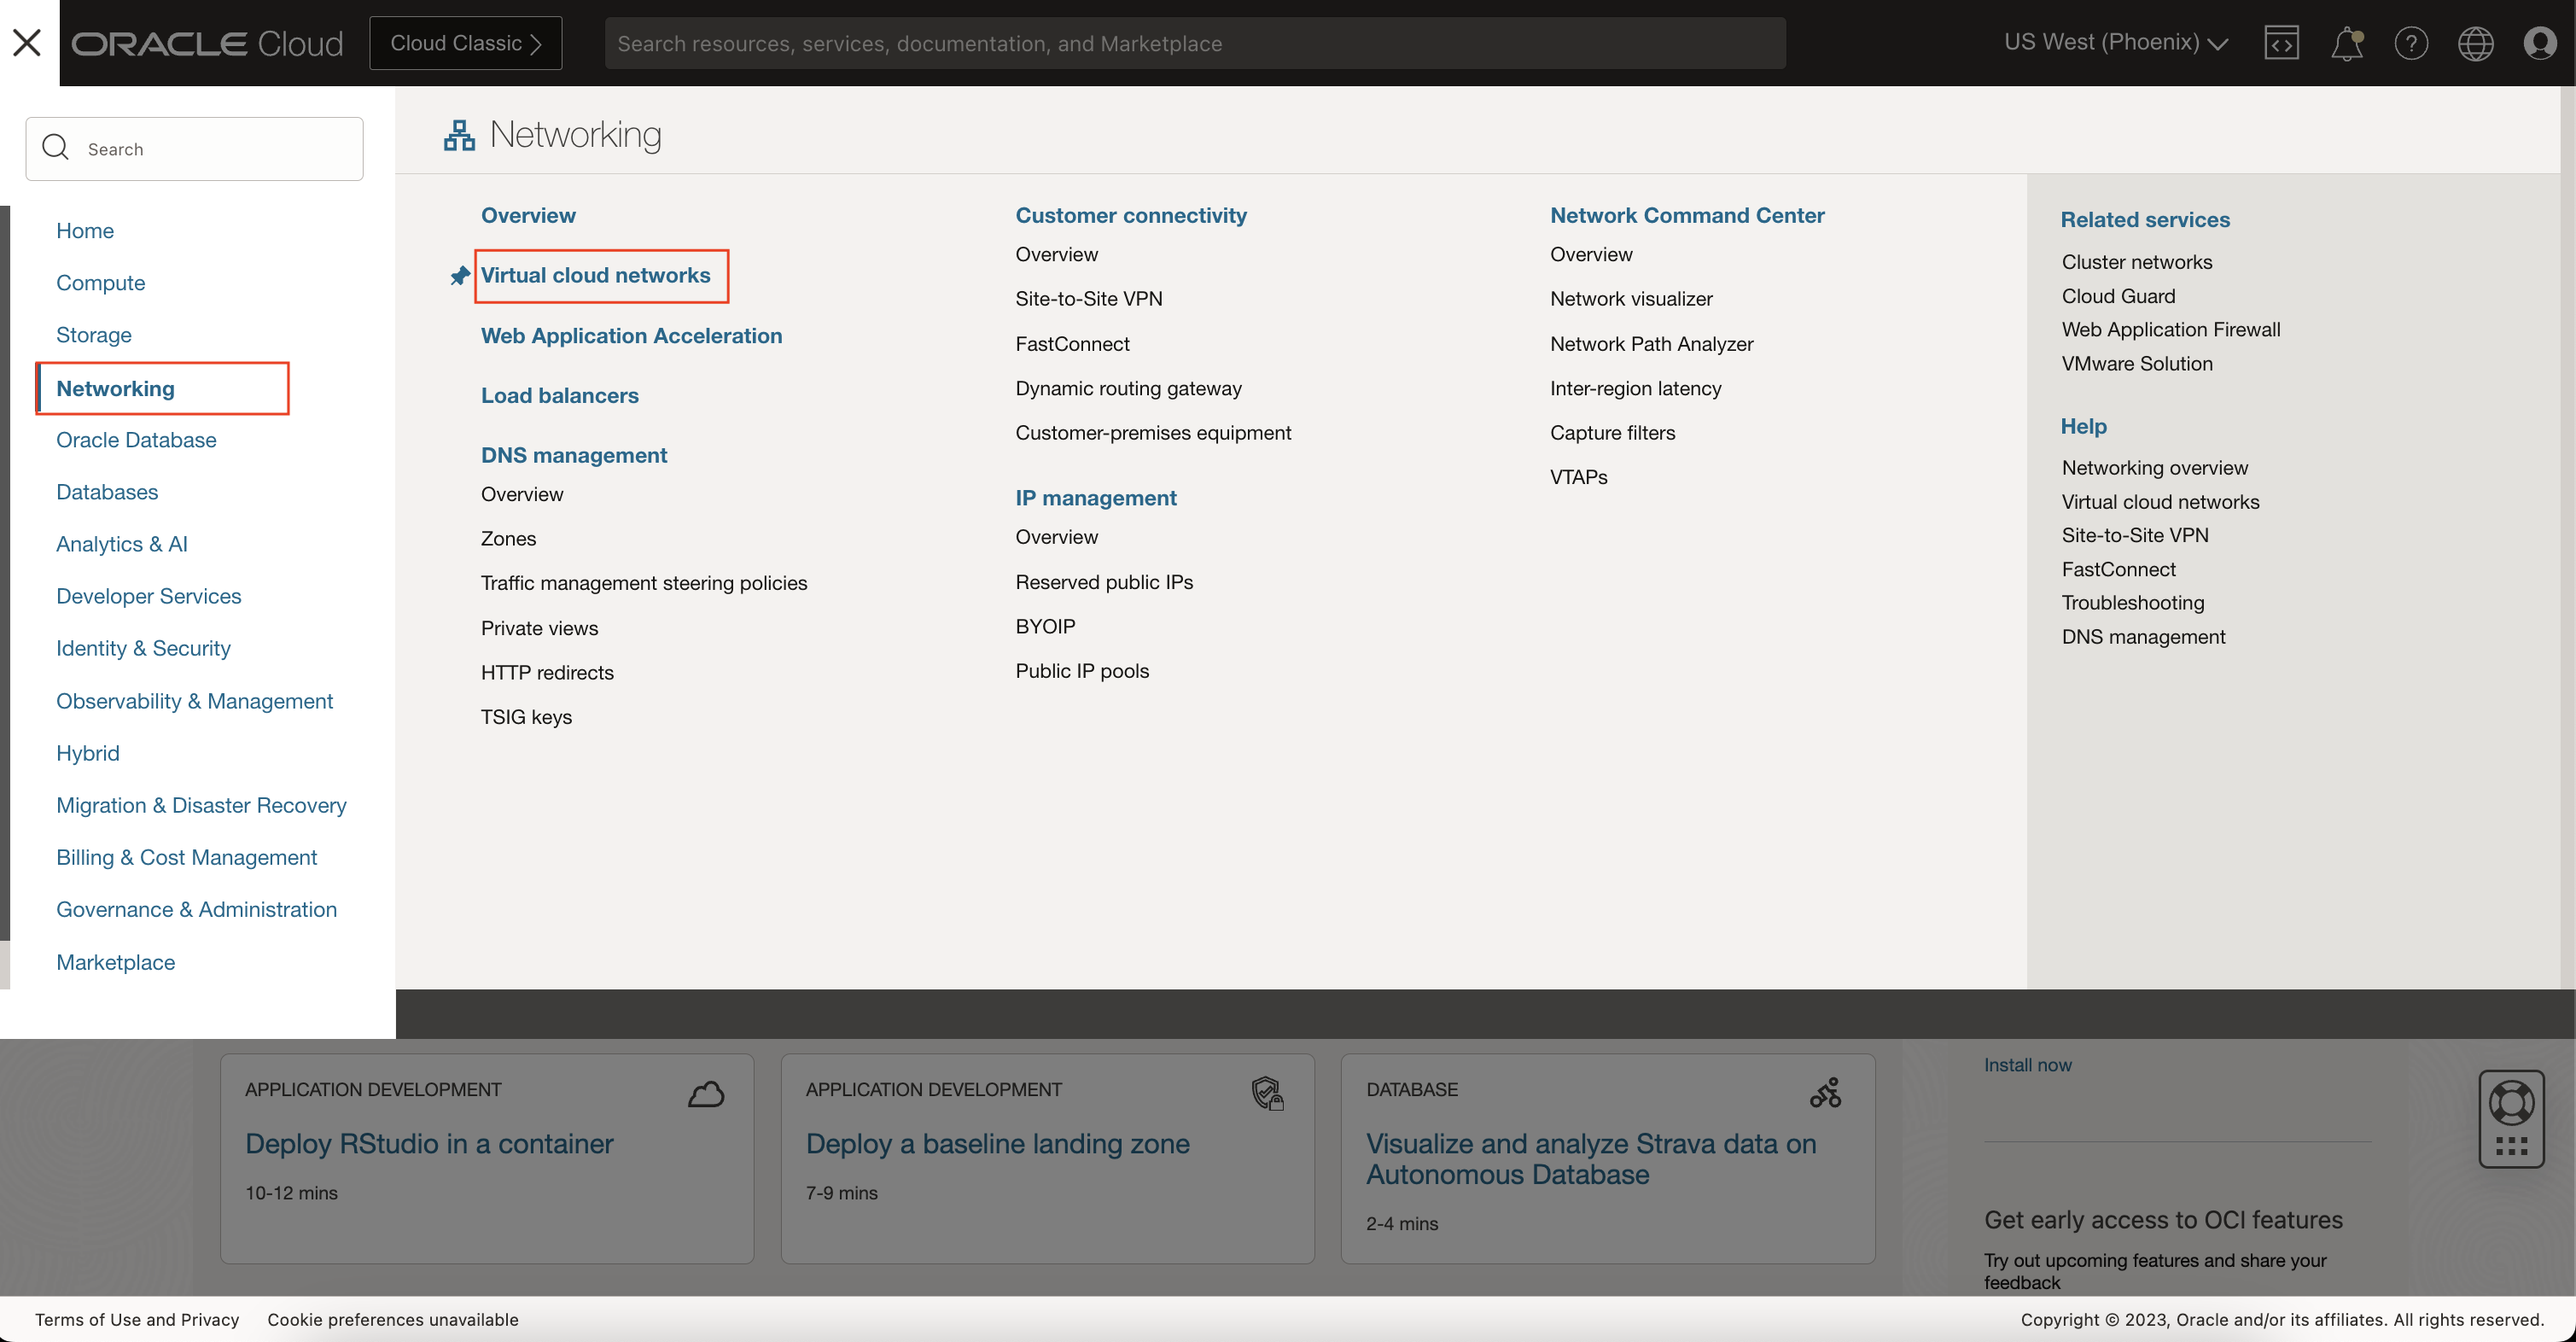 ORACLE Cloud
Cloud Classic
Search resources, services, documentation, and Marketplace
US West (Phoenix)
Search
Home
Compute
Storage
Networking
Oracle Database
Databases
Analytics & AI
Developer Services
Identity & Security
Observability & Management
Hybrid
Migration & Disaster Recovery
Billing & Cost Management
Governance & Administration
Marketplace
Networking
Overview
Virtual cloud networks
Web Application Acceleration
Load balancers
DNS management
Overview
Zones
Traffic management steering policies
Private views
HTTP redirects
TSIG keys
Customer connectivity
Overview
Site-to-Site VPN
FastConnect
Dynamic routing gateway
Customer-premises equipment
IP management
Overview
Reserved public IPs
BYOIP
Public IP pools
Network Command Center
Overview
Network visualizer
Network Path Analyzer
Inter-region latency
Capture filters
VTAPs
Related services
Cluster networks
Cloud Guard
Web Application Firewall
VMware Solution
Help
Networking overview
Virtual cloud networks
Site-to-Site VPN
FastConnect
Troubleshooting
DNS management
APPLICATION DEVELOPMENT
Deploy RStudio in a container
10-12 mins
APPLICATION DEVELOPMENT
Deploy a baseline landing zone
7-9 mins
DATABASE
Visualize and analyze Strava data on
Autonomous Database
2-4 mins
Install now
Get early access to OCI features
Try out upcoming features and share your
feedback
Terms of Use and Privacy
Cookie preferences unavailable
Copyright © 2023, Oracle and/or its affiliates. All rights reserved.